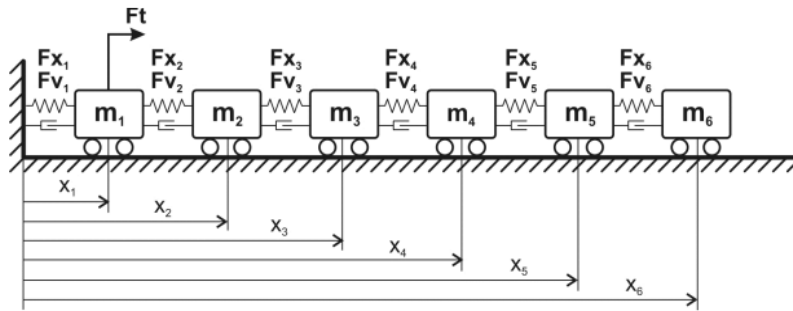 Ft
Fx₁ Fx₂ Fx₃ Fx₄ Fx₅ Fx₆
Fv₁ Fv₂ Fv₃ Fv₄ Fv₅ Fv₆
m₁ m₂ m₃ m₄ m₅ m₆
x₁
x₂
x₃
x₄
x₅
x₆